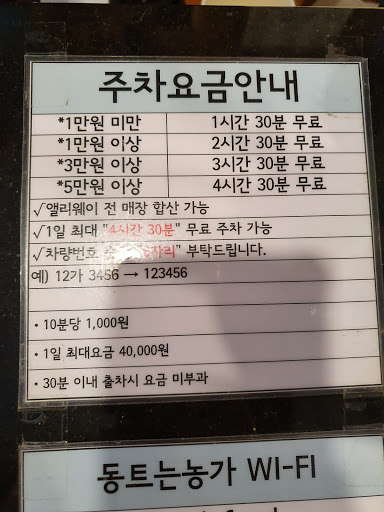 주차요금안내
*1만원 미만 1시간 30분 무료
*1만원 이상 2시간 30분 무료
*3만원 이상 3시간 30분 무료
*5만원 이상 4시간 30분 무료
√앨리웨이 전 매장 합산 가능
√1일 최대 "4시간 30분" 무료 주차 가능
√차량번호 부탁드립니다.
예) 12가 3456 → 123456
· 10분당 1,000원
· 1일 최대요금 40,000원
· 30분 이내 출차시 요금 미부과
동트는농가 WI-FI